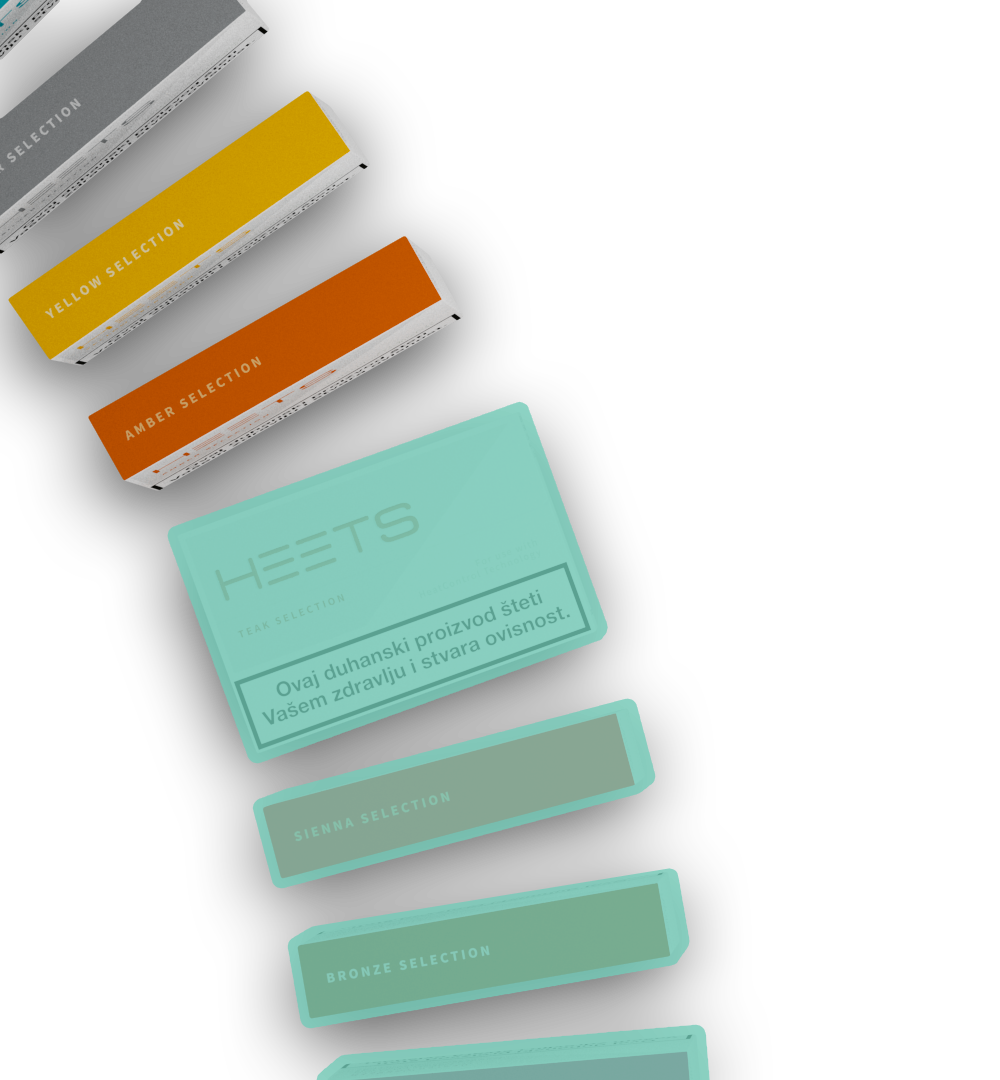 SELECTION
YELLOW SELECTION
AMBER SELECTION
HEETS
TEAK SELECTION
Ovaj duhanski proizvod šteti
Vašem zdravlju i stvara ovisnost.
SIENNA SELECTION
BRONZE SELECTION